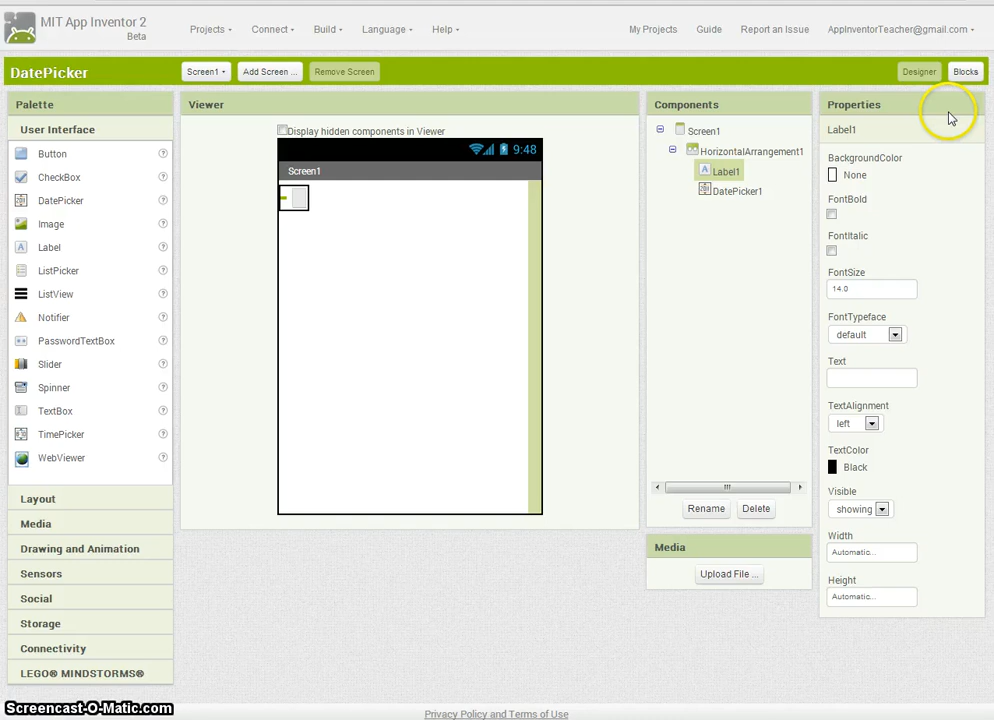 MIT App Inventor 2
Beta
Projects
Connect
Build
Language
Help
My Projects
Guide
Report an Issue
AppInventorTeacher@gmail.com
DatePicker
Screen1
Add Screen ...
Remove Screen
Designer
Blocks
Palette
User Interface
Button
CheckBox
DatePicker
Image
Label
ListPicker
ListView
Notifier
PasswordTextBox
Slider
Spinner
TextBox
TimePicker
WebViewer
Layout
Media
Drawing and Animation
Sensors
Social
Storage
Connectivity
LEGO® MINDSTORMS®
Viewer
Display hidden components in Viewer
9:48
Screen1
Components
Screen1
HorizontalArrangement1
Label1
DatePicker1
Rename
Delete
Media
Upload File ...
Properties
Label1
BackgroundColor
None
FontBold
FontItalic
FontSize
14.0
FontTypeface
default
Text
TextAlignment
left
TextColor
Black
Visible
showing
Width
Automatic...
Height
Automatic...
Screencast-O-Matic.com
Privacy Policy and Terms of Use